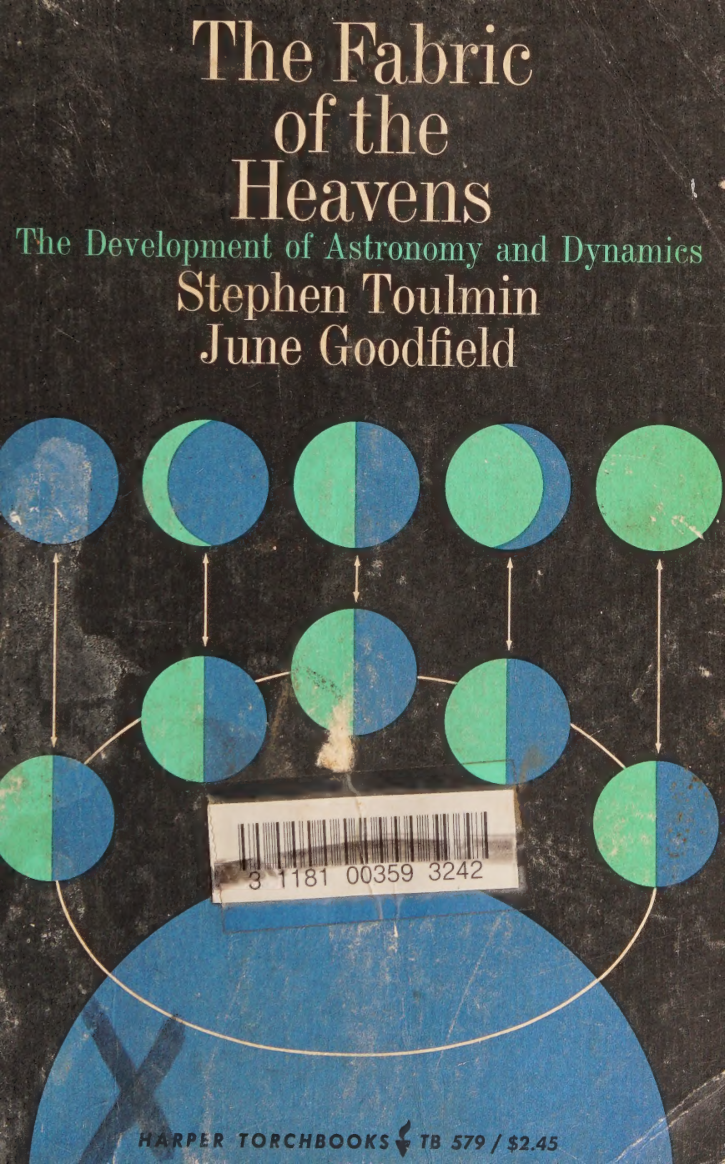 The Fabric
of the
Heavens
The Development of Astronomy and Dynamics
Stephen Toulmin
June Goodfield
3 1181 00359 3242
X
HARPER TORCHBOOKS TB 579 / $2.45